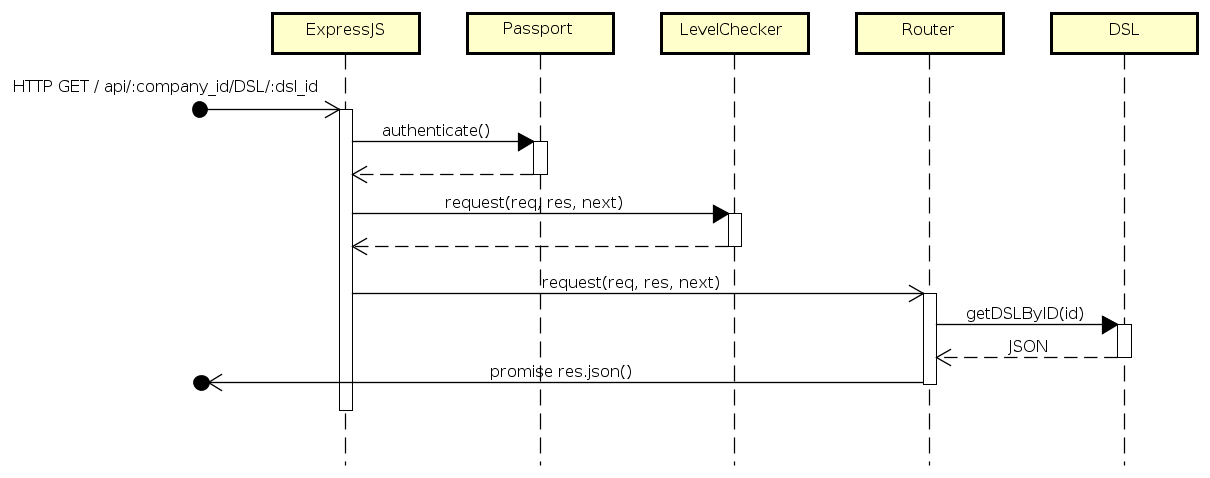 ExpressJS
Passport
LevelChecker
Router
DSL
HTTP GET / api/:company_id/DSL/:dsl_id
authenticate()
request(req, res, next)
request(req, res, next)
getDSLByID(id)
JSON
promise res.json()